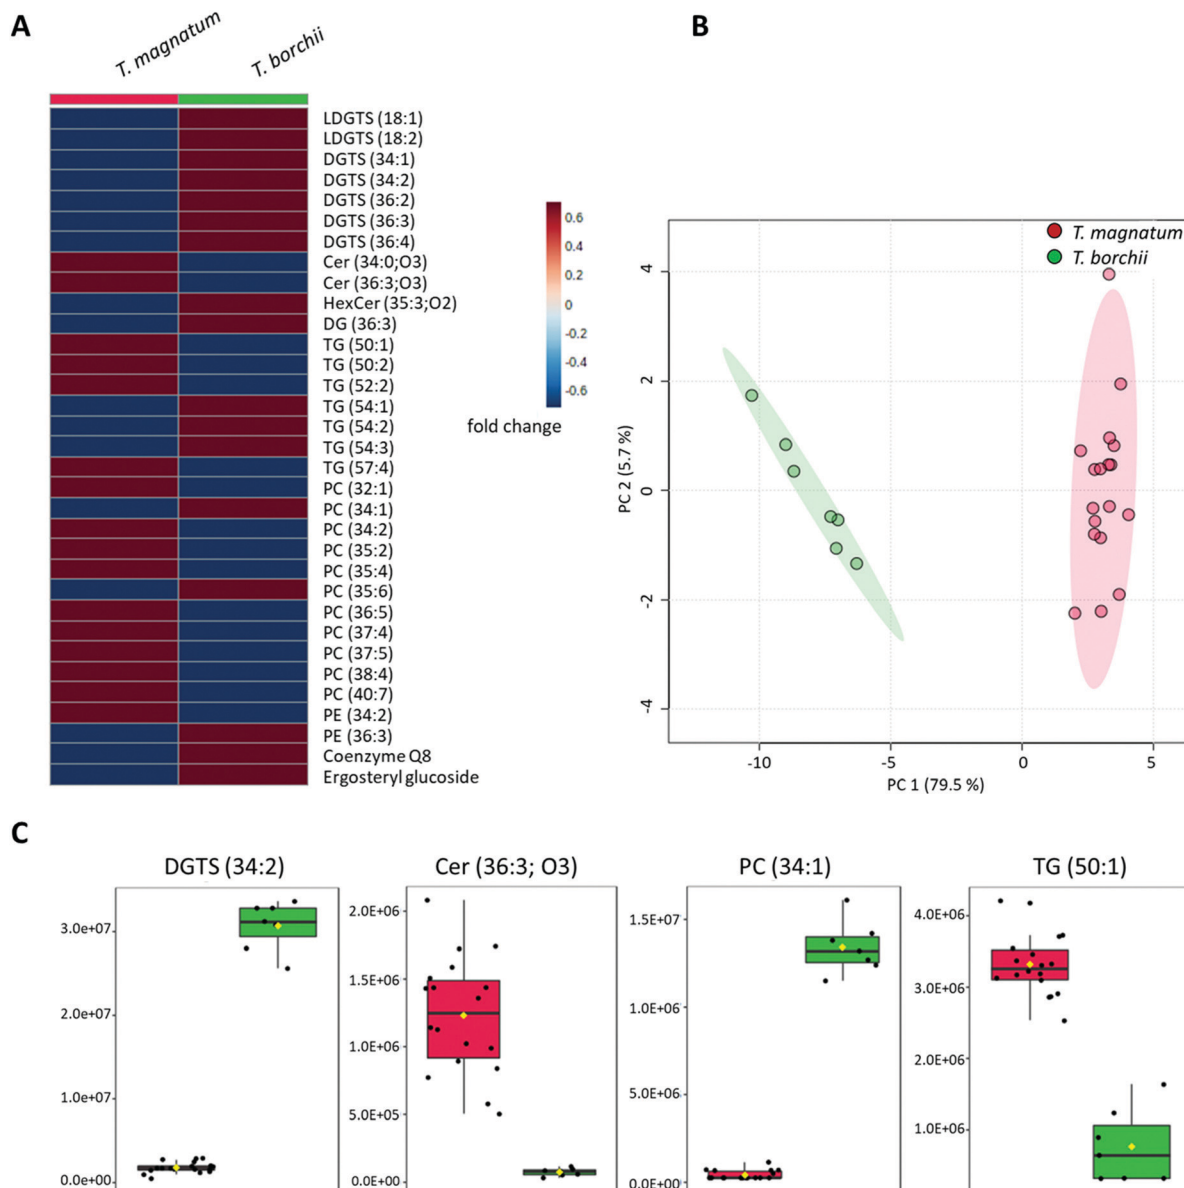 A
T. magnatum
T. borchii
LDGTS (18:1)
LDGTS (18:2)
DGTS (34:1)
DGTS (34:2)
DGTS (36:2)
DGTS (36:3)
DGTS (36:4)
Cer (34:0;O3)
Cer (36:3;O3)
HexCer (35:3;O2)
DG (36:3)
TG (50:1)
TG (50:2)
TG (52:2)
TG (54:1)
TG (54:2)
TG (54:3)
TG (57:4)
PC (32:1)
PC (34:1)
PC (34:2)
PC (35:2)
PC (35:4)
PC (35:6)
PC (36:5)
PC (37:4)
PC (37:5)
PC (38:4)
PC (40:7)
PE (34:2)
PE (36:3)
Coenzyme Q8
Ergosteryl glucoside
0.6
0.4
0.2
0
-0.2
-0.4
-0.6
fold change
B
T. magnatum
T. borchii
4
2
0
-2
-4
PC 2 (5.7 %)
-10
-5
0
5
PC 1 (79.5 %)
C
DGTS (34:2)
3.0e+07
2.0e+07
1.0e+07
0.0e+00
Cer (36:3; O3)
2.0E+06
1.5E+06
1.0E+06
5.0E+05
0.0E+00
PC (34:1)
1.5E+07
1.0E+07
5.0E+06
0.0E+00
TG (50:1)
4.0E+06
3.0E+06
2.0E+06
1.0E+06